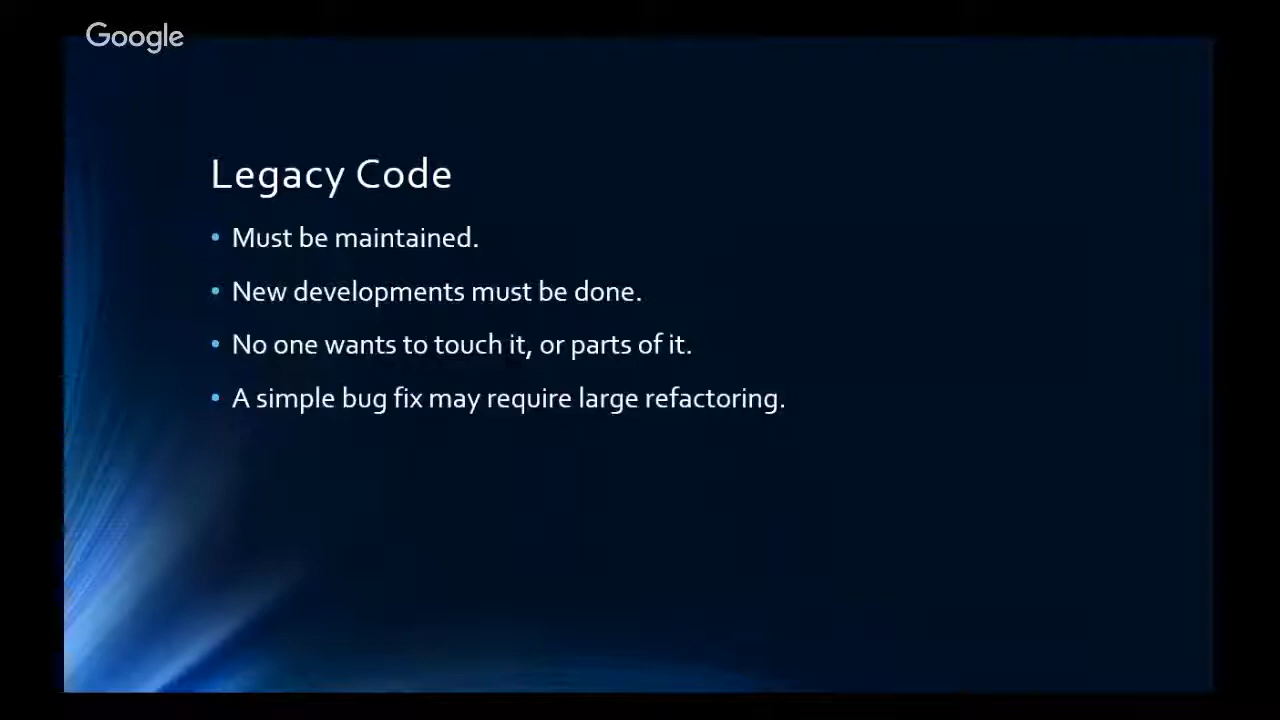 Google
Legacy Code
• Must be maintained.
• New developments must be done.
• No one wants to touch it, or parts of it.
• A simple bug fix may require large refactoring.